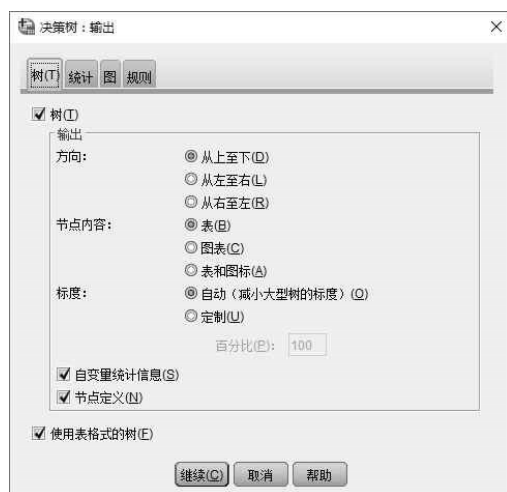 决策树：输出
树(T) 统计 图 规则
树(T)
输出
方向： 从上至下(D)
从左至右(L)
从右至左(R)
节点内容： 表(B)
图表(C)
表和图标(A)
标度： 自动（减小大型树的标度）(O)
定制(U)
百分比(P)： 100
自变量统计信息(S)
节点定义(N)
使用表格式的树(F)
继续(C) 取消 帮助